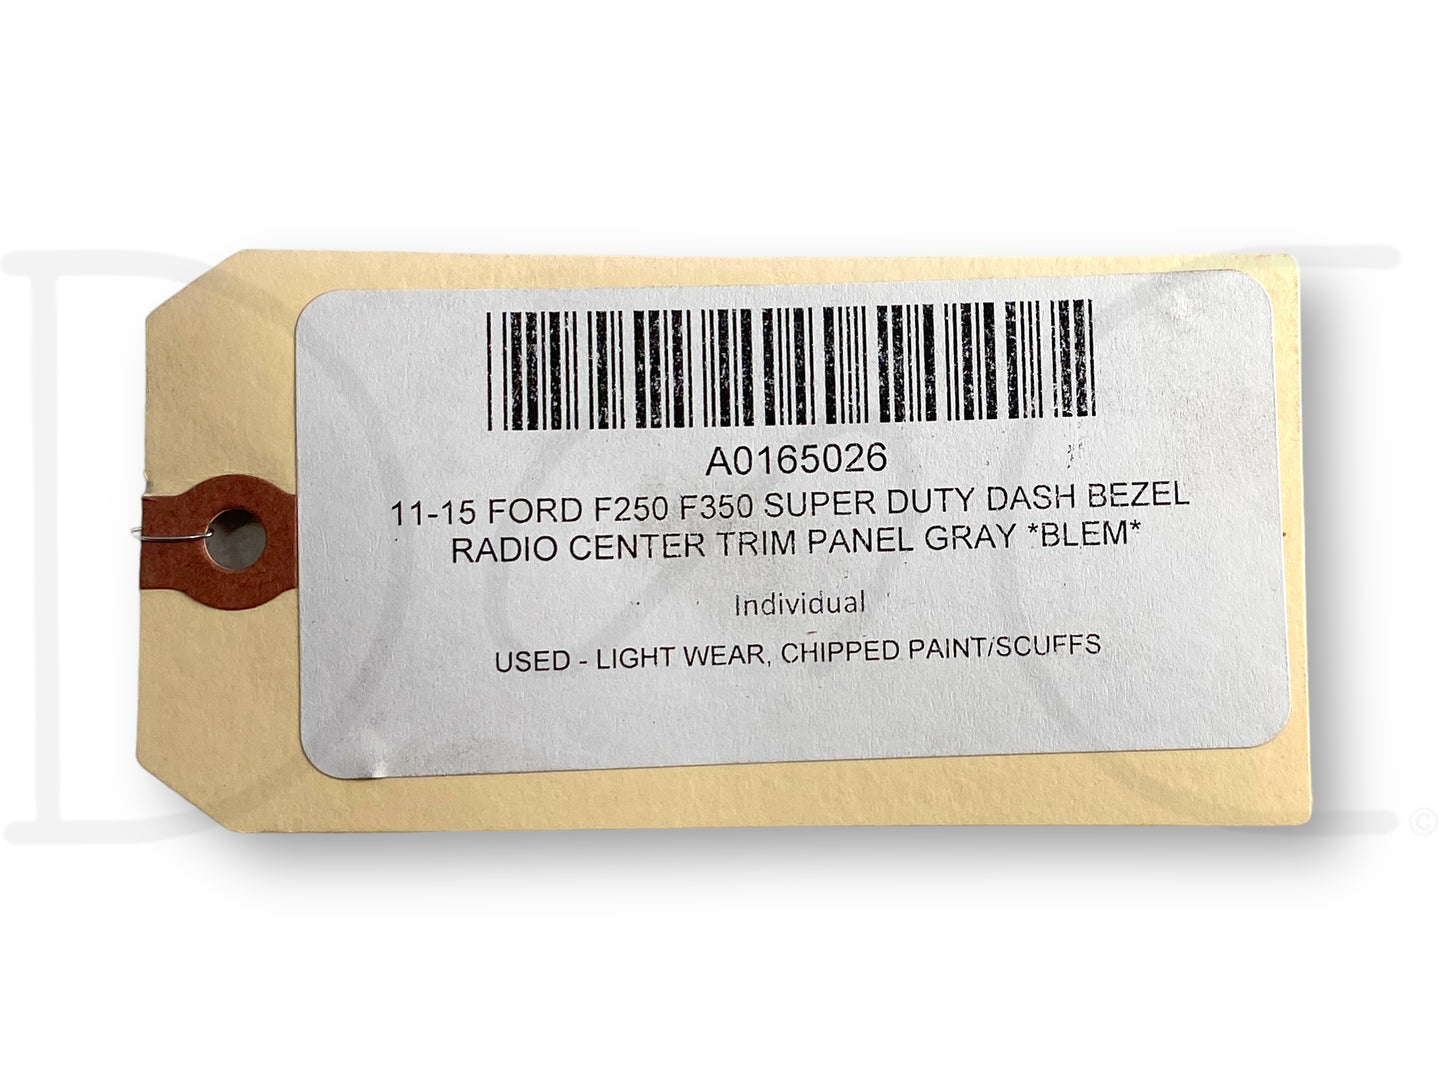 A0165026
11-15 FORD F250 F350 SUPER DUTY DASH BEZEL
RADIO CENTER TRIM PANEL GRAY *BLEM*
Individual
USED - LIGHT WEAR, CHIPPED PAINT/SCUFFS
©